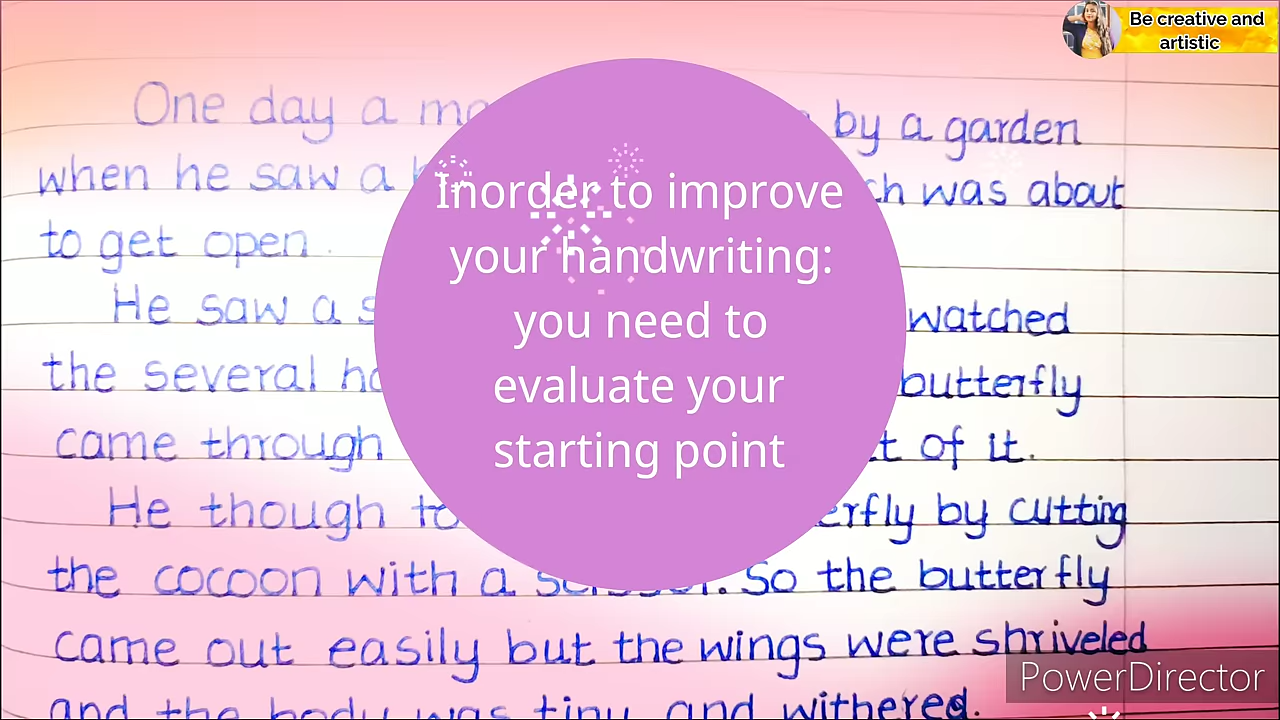 Be creative and
artistic
One day a by a garden
when he saw a was about
to get open.
He saw a watched
the several butterfly
came through of it.
He though by cutting
the cocoon with a So the butterfly
came out easily but the wings were shriveled
and the body was tiny and withered.
Inorder to improve
your handwriting:
you need to
evaluate your
starting point
PowerDirector